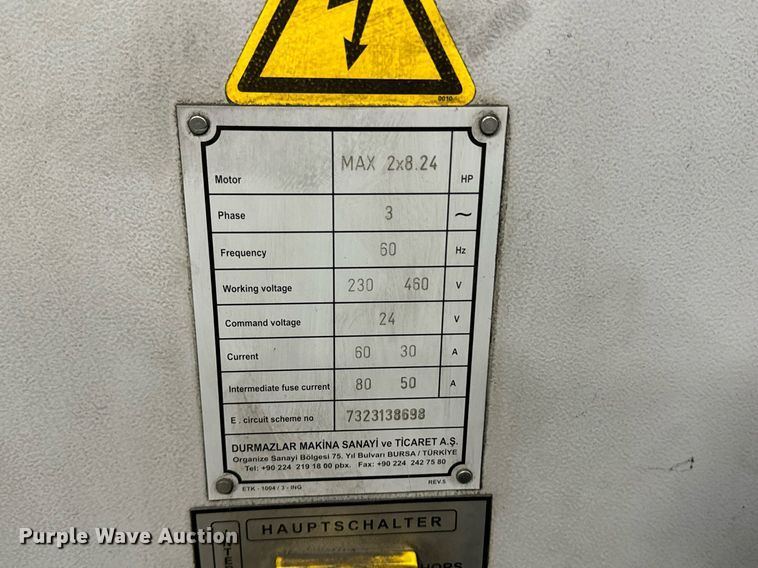 0010
Motor MAX 2x8.24 HP
Phase 3 ~
Frequency 60 Hz
Working voltage 230 460 V
Command voltage 24 V
Current 60 30 A
Intermediate fuse current 80 50 A
E . circuit scheme no 7323138698
DURMAZLAR MAKİNA SANAYİ ve TİCARET A.Ş.
Organize Sanayi Bölgesi 75. Yıl Bulvarı BURSA / TÜRKİYE
Tel: +90 224 219 18 00 pbx. Fax: +90 224 242 75 80
ETK - 1004 / 3 - ING REV.5
HAUPTSCHALTER
Purple Wave Auction